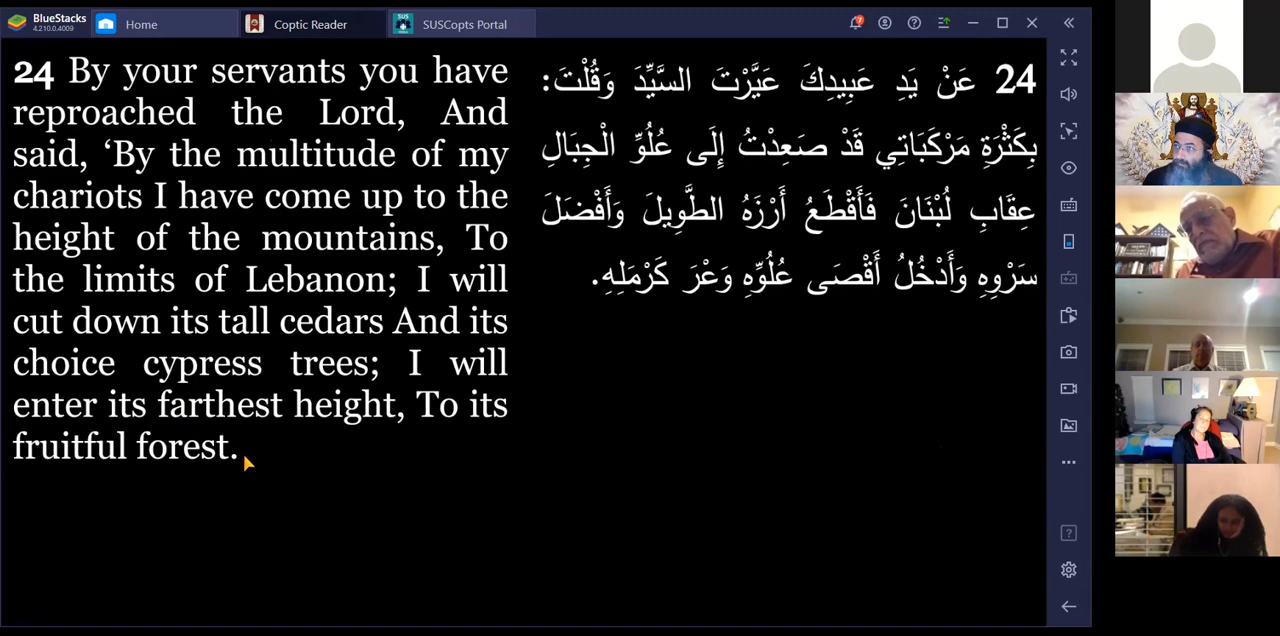 BlueStacks
4.210.0.4009
Home
Coptic Reader
SUSCopts Portal
24 By your servants you have
reproached the Lord, And
said, ‘By the multitude of my
chariots I have come up to the
height of the mountains, To
the limits of Lebanon; I will
cut down its tall cedars And its
choice cypress trees; I will
enter its farthest height, To its
fruitful forest.
24 عَنْ يَدِ عَبِيدِكَ عَيَّرْتَ السَّيِّدَ وَقُلْتَ:
بِكَثْرَةِ مَرْكَبَاتِي قَدْ صَعِدْتُ إِلَى عُلُوِّ الْجِبَالِ
عِقَابِ لُبْنَانَ فَأَقْطَعُ أَرْزَهُ الطَّوِيلَ وَأَفْضَلَ
سَرْوِهِ وَأَدْخُلُ أَقْصَى عُلُوِّهِ وَعْرَ كَرْمَلِهِ.